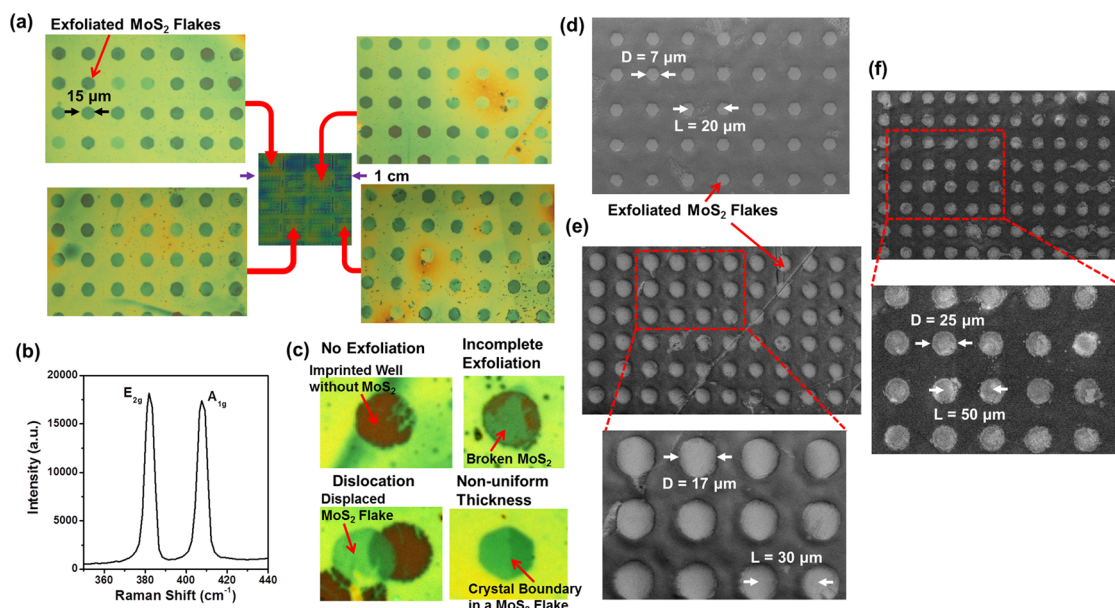 (a)
Exfoliated MoS2 Flakes
15 μm
1 cm
(b)
E2g
A1g
Intensity (a.u.)
20000
15000
10000
5000
0
360
380
400
420
440
Raman Shift (cm-1)
(c)
No Exfoliation
Imprinted Well
without MoS2
Incomplete
Exfoliation
Broken MoS2
Dislocation
Displaced
MoS2 Flake
Non-uniform
Thickness
Crystal Boundary
in a MoS2 Flake
(d)
D = 7 μm
L = 20 μm
Exfoliated MoS2 Flakes
(e)
D = 17 μm
L = 30 μm
(f)
D = 25 μm
L = 50 μm